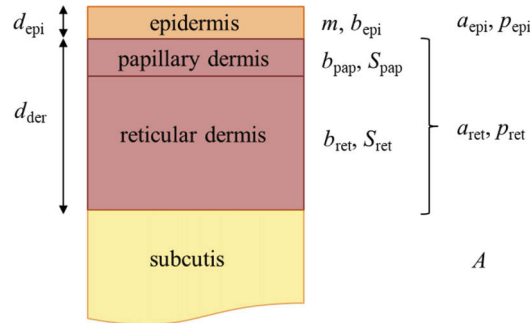 d_epi epidermis m, b_epi a_epi, p_epi
papillary dermis b_pap, S_pap
d_der reticular dermis b_ret, S_ret a_ret, p_ret
subcutis A